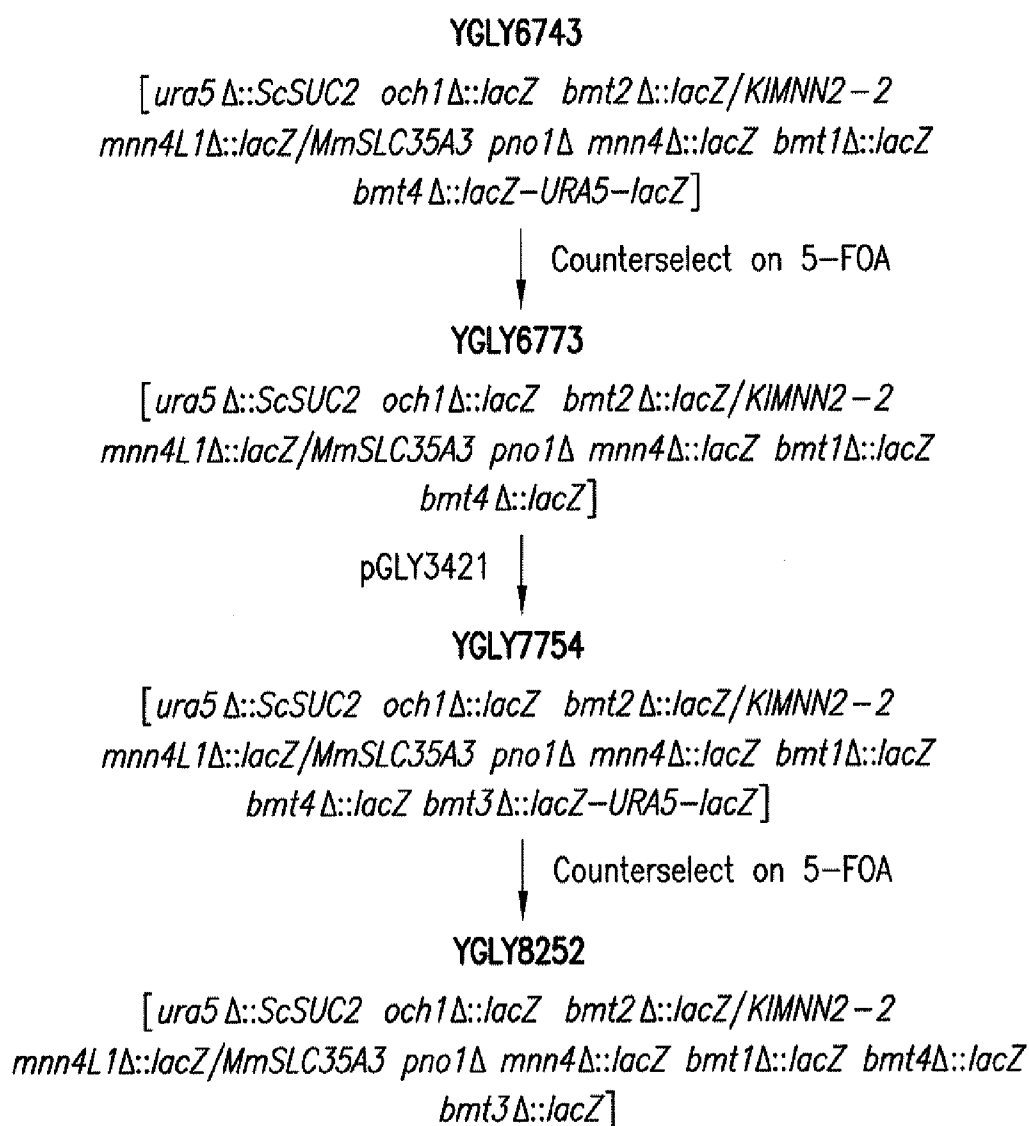 YGLY6743
[ura5Δ::ScSUC2 och1Δ::lacZ bmt2Δ::lacZ/KlMNN2-2
mnn4L1Δ::lacZ/MmSLC35A3 pno1Δ mnn4Δ::lacZ bmt1Δ::lacZ
bmt4Δ::lacZ-URA5-lacZ]
Counterselect on 5-FOA
YGLY6773
[ura5Δ::ScSUC2 och1Δ::lacZ bmt2Δ::lacZ/KlMNN2-2
mnn4L1Δ::lacZ/MmSLC35A3 pno1Δ mnn4Δ::lacZ bmt1Δ::lacZ
bmt4Δ::lacZ]
pGLY3421
YGLY7754
[ura5Δ::ScSUC2 och1Δ::lacZ bmt2Δ::lacZ/KlMNN2-2
mnn4L1Δ::lacZ/MmSLC35A3 pno1Δ mnn4Δ::lacZ bmt1Δ::lacZ
bmt4Δ::lacZ bmt3Δ::lacZ-URA5-lacZ]
Counterselect on 5-FOA
YGLY8252
[ura5Δ::ScSUC2 och1Δ::lacZ bmt2Δ::lacZ/KlMNN2-2
mnn4L1Δ::lacZ/MmSLC35A3 pno1Δ mnn4Δ::lacZ bmt1Δ::lacZ bmt4Δ::lacZ
bmt3Δ::lacZ]